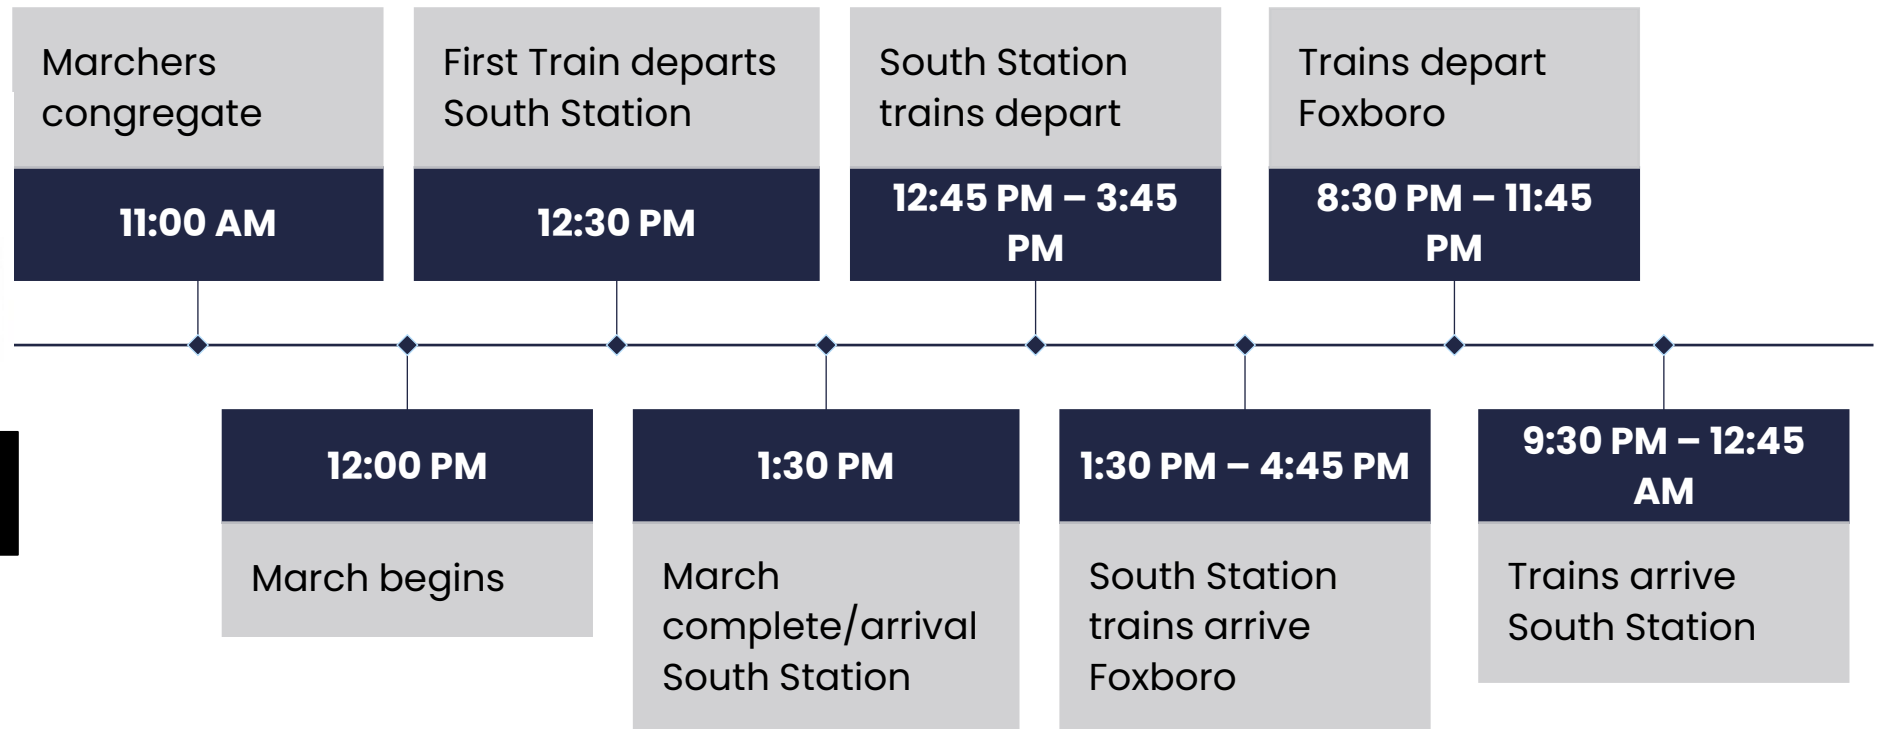 Marchers
congregate
11:00 AM
12:00 PM
March begins
First Train departs
South Station
12:30 PM
1:30 PM
March
complete/arrival
South Station
South Station
trains depart
12:45 PM – 3:45
PM
1:30 PM – 4:45 PM
South Station
trains arrive
Foxboro
Trains depart
Foxboro
8:30 PM – 11:45
PM
9:30 PM – 12:45
AM
Trains arrive
South Station